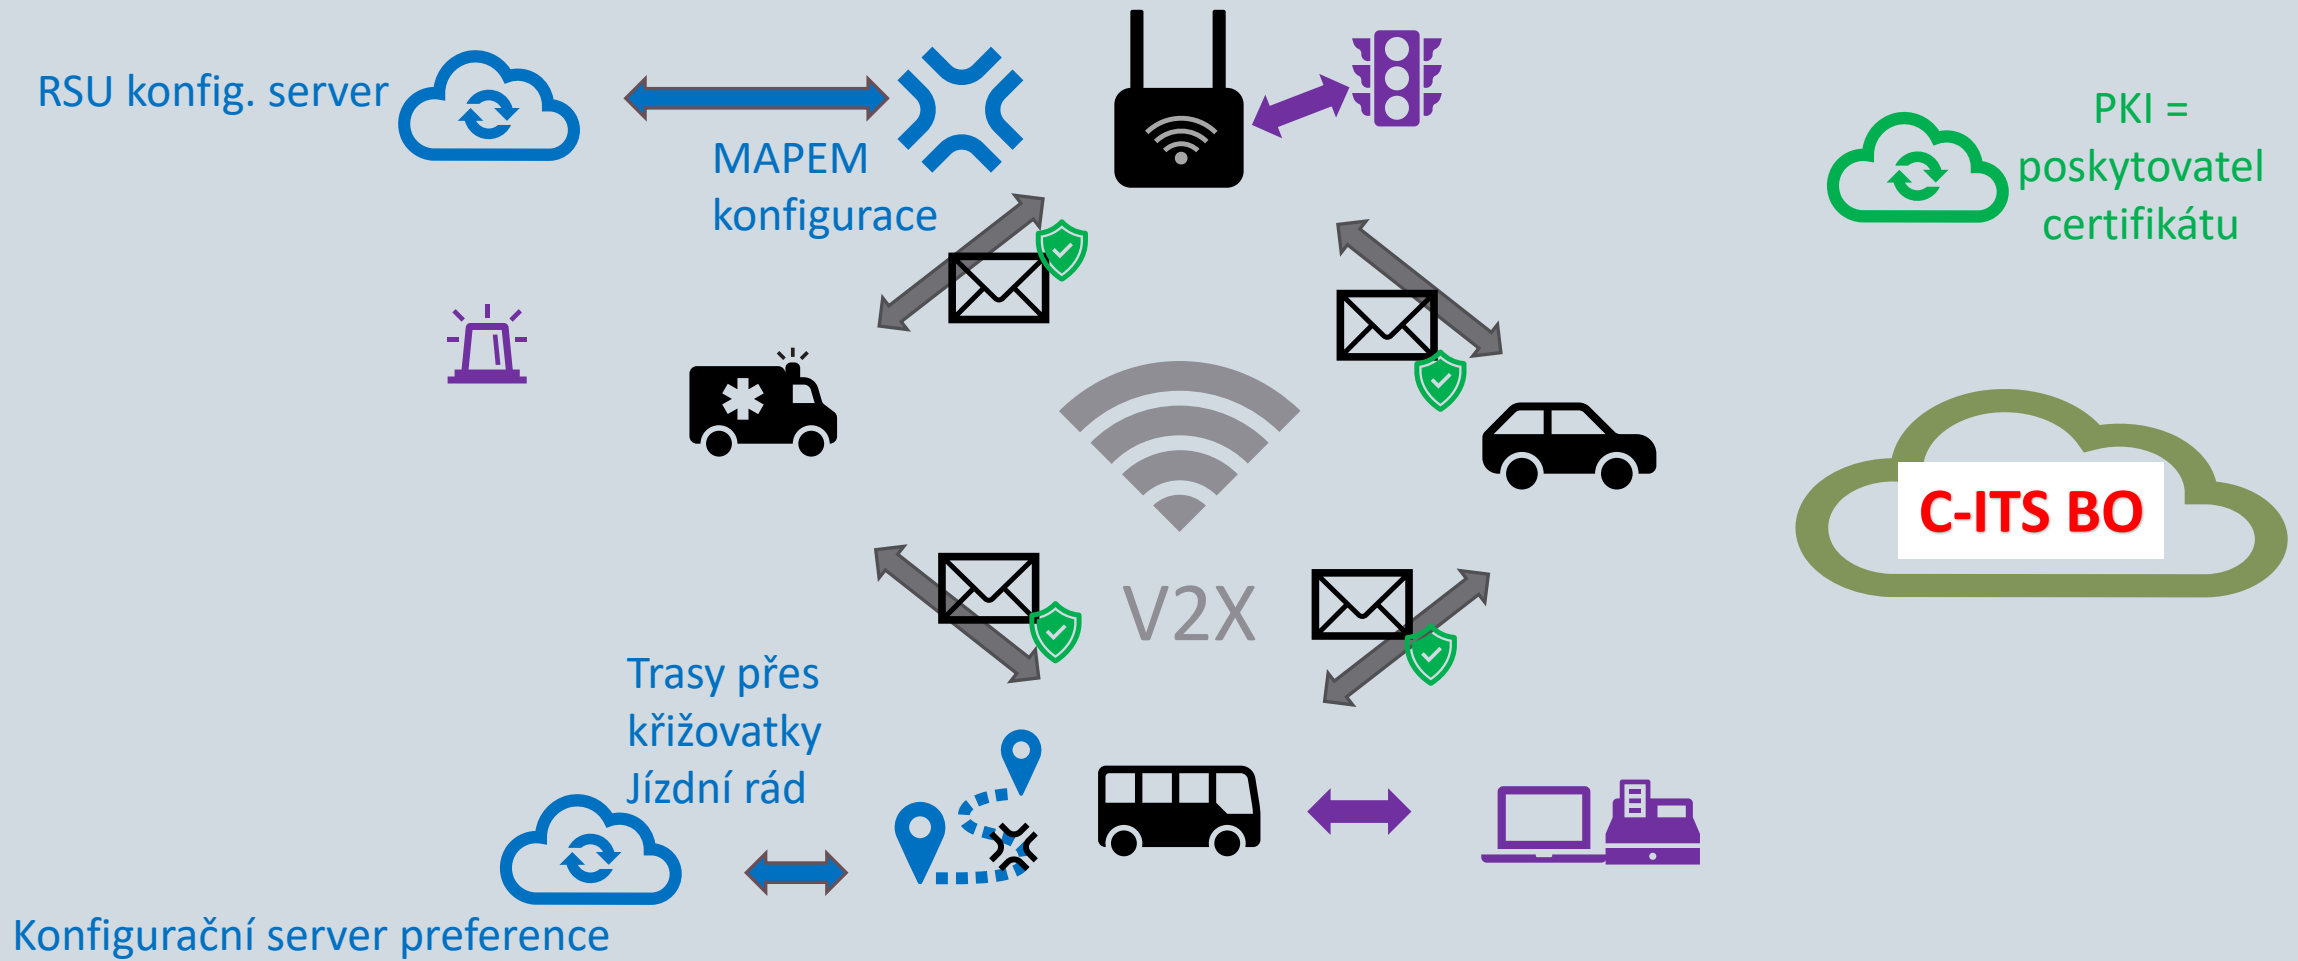 RSU konfig. server
MAPEM
konfigurace
PKI =
poskytovatel
certifikátu
C-ITS BO
V2X
Trasy přes
křižovatky
Jízdní rád
Konfigurační server preference